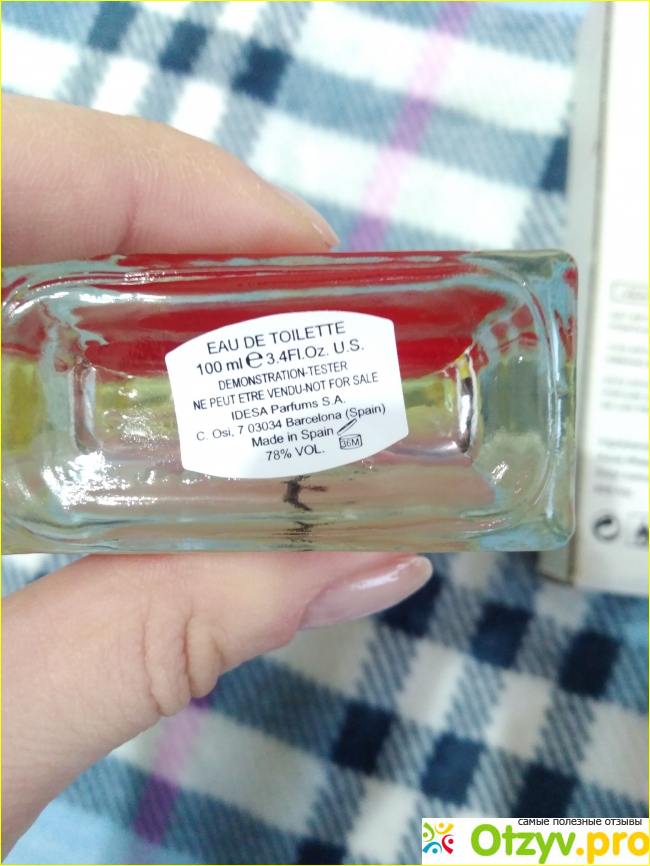 EAU DE TOILETTE
100 ml ℮ 3.4Fl.Oz. U.S.
DEMONSTRATION-TESTER
NE PEUT ETRE VENDU-NOT FOR SALE
IDESA Parfums S.A.
C. Osi, 7 03034 Barcelona (Spain)
Made in Spain
36M
78% VOL.
самые полезные отзывы
Otzyv.pro